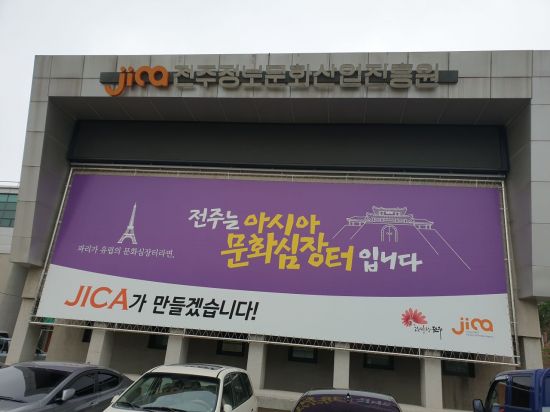 jica 전주정보문화산업진흥원
전주는 아시아
문화심장터입니다
파리가 유럽의 문화심장터라면,
JICA가 만들겠습니다!
jica